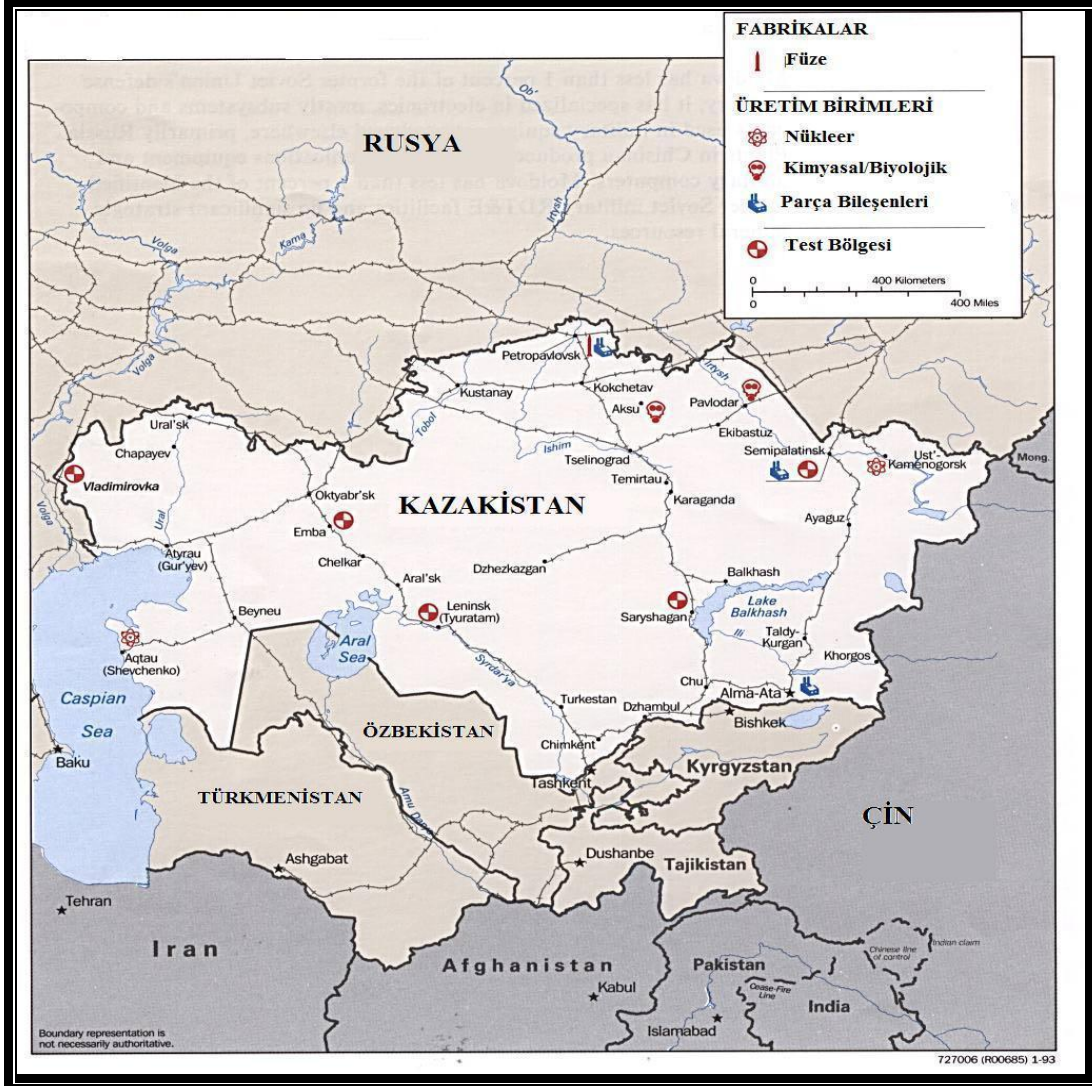 FABRİKALAR
Füze
ÜRETİM BİRİMLERİ
Nükleer
Kimyasal/Biyolojik
Parça Bileşenleri
Test Bölgesi
0 400 Kilometers
0 400 Miles
RUSYA
Ob'
Irtysh
Volga
Kama
Volga
Petropavlovsk
Irtysh
Kustanay
Kokchetav
Aksu
Pavlodar
Tobol
Ural'sk
Ekibastuz
Chapayev
Ishim
Tselinograd
Semipalatinsk
Ust'-
Kamenogorsk
Mong.
Vladimirovka
Temirtau
Oktyabr'sk
KAZAKİSTAN
Karaganda
Volga
Ural
Emba
Ayaguz
Atyrau
(Gur'yev)
Chelkar
Dzhezkazgan
Balkhash
Aral'sk
Lake
Balkhash
Beyneu
Leninsk
(Tyuratam)
Saryshagan
Ili
Taldy-
Kurgan
Aral
Sea
Aqtau
(Shevchenko)
Syrdar'ya
Khorgos
Caspian
Sea
Chu
Alma-Ata
Turkestan
Dzhambul
Bishkek
ÖZBEKİSTAN
Chimkent
Baku
Tashkent
Kyrgyzstan
TÜRKMENİSTAN
Amu Darya
ÇİN
Ashgabat
Dushanbe
Tajikistan
Tehran
Iran
Afghanistan
Kabul
Pakistan
Chinese line
of control
Indian claim
Cease-Fire
Line
India
Islamabad
Boundary representation is
not necessarily authoritative.
727006 (R00685) 1-93